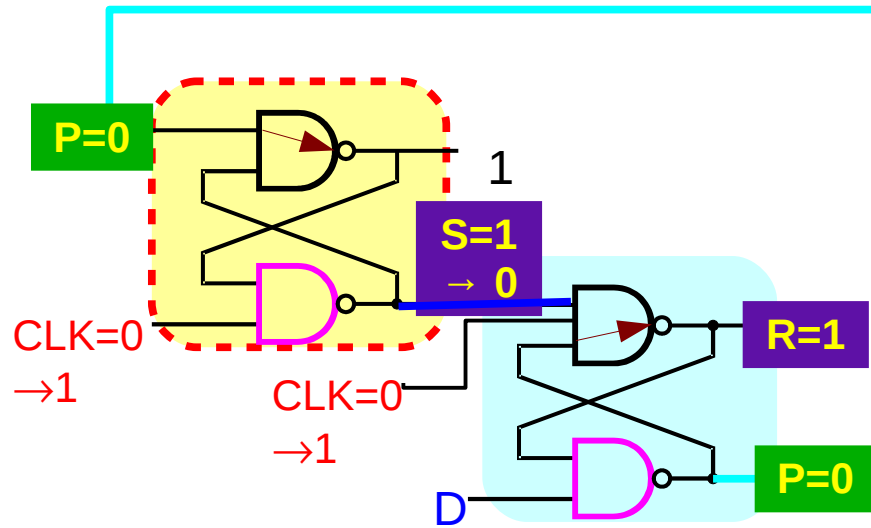 P=0
1
S=1
→ 0
CLK=0
→1
R=1
CLK=0
→1
P=0
D